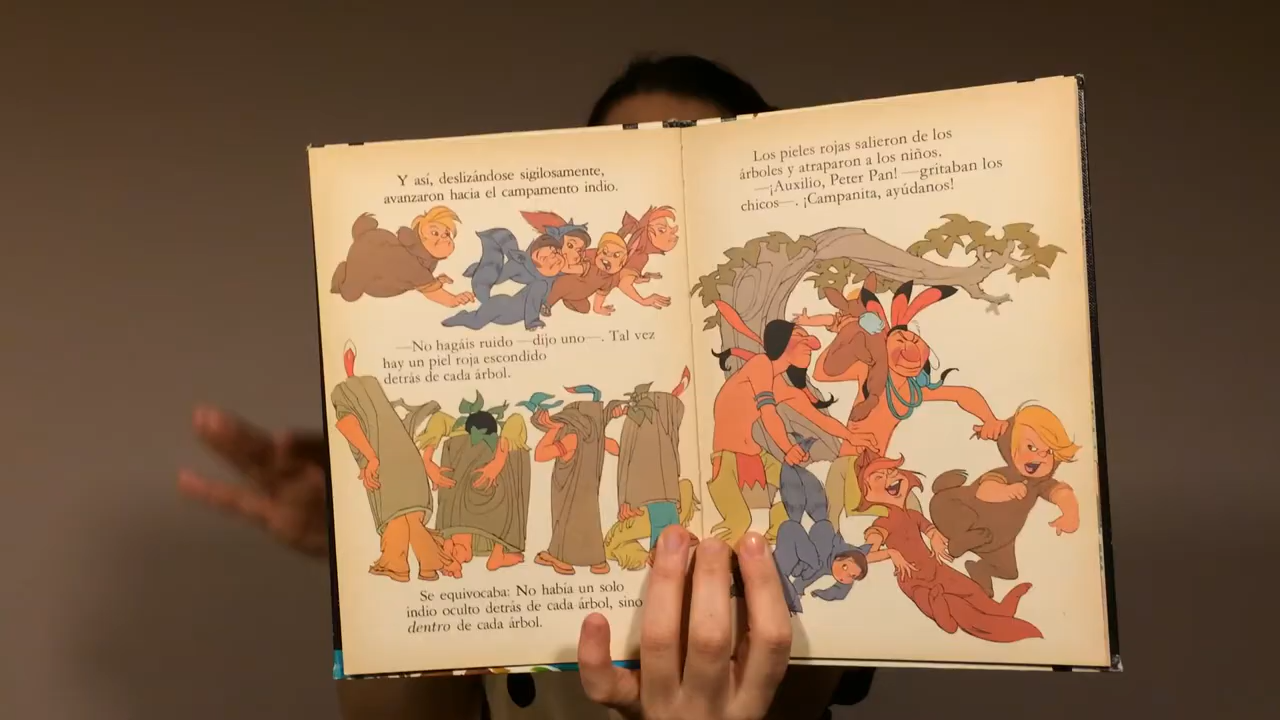 Y así, deslizándose sigilosamente,
avanzaron hacia el campamento indio.
—No hagáis ruido —dijo uno—. Tal vez
hay un piel roja escondido
detrás de cada árbol.
Se equivocaba: No había un solo
indio oculto detrás de cada árbol, sino
dentro de cada árbol.
Los pieles rojas salieron de los
árboles y atraparon a los niños.
—¡Auxilio, Peter Pan! —gritaban los
chicos—. ¡Campanita, ayúdanos!